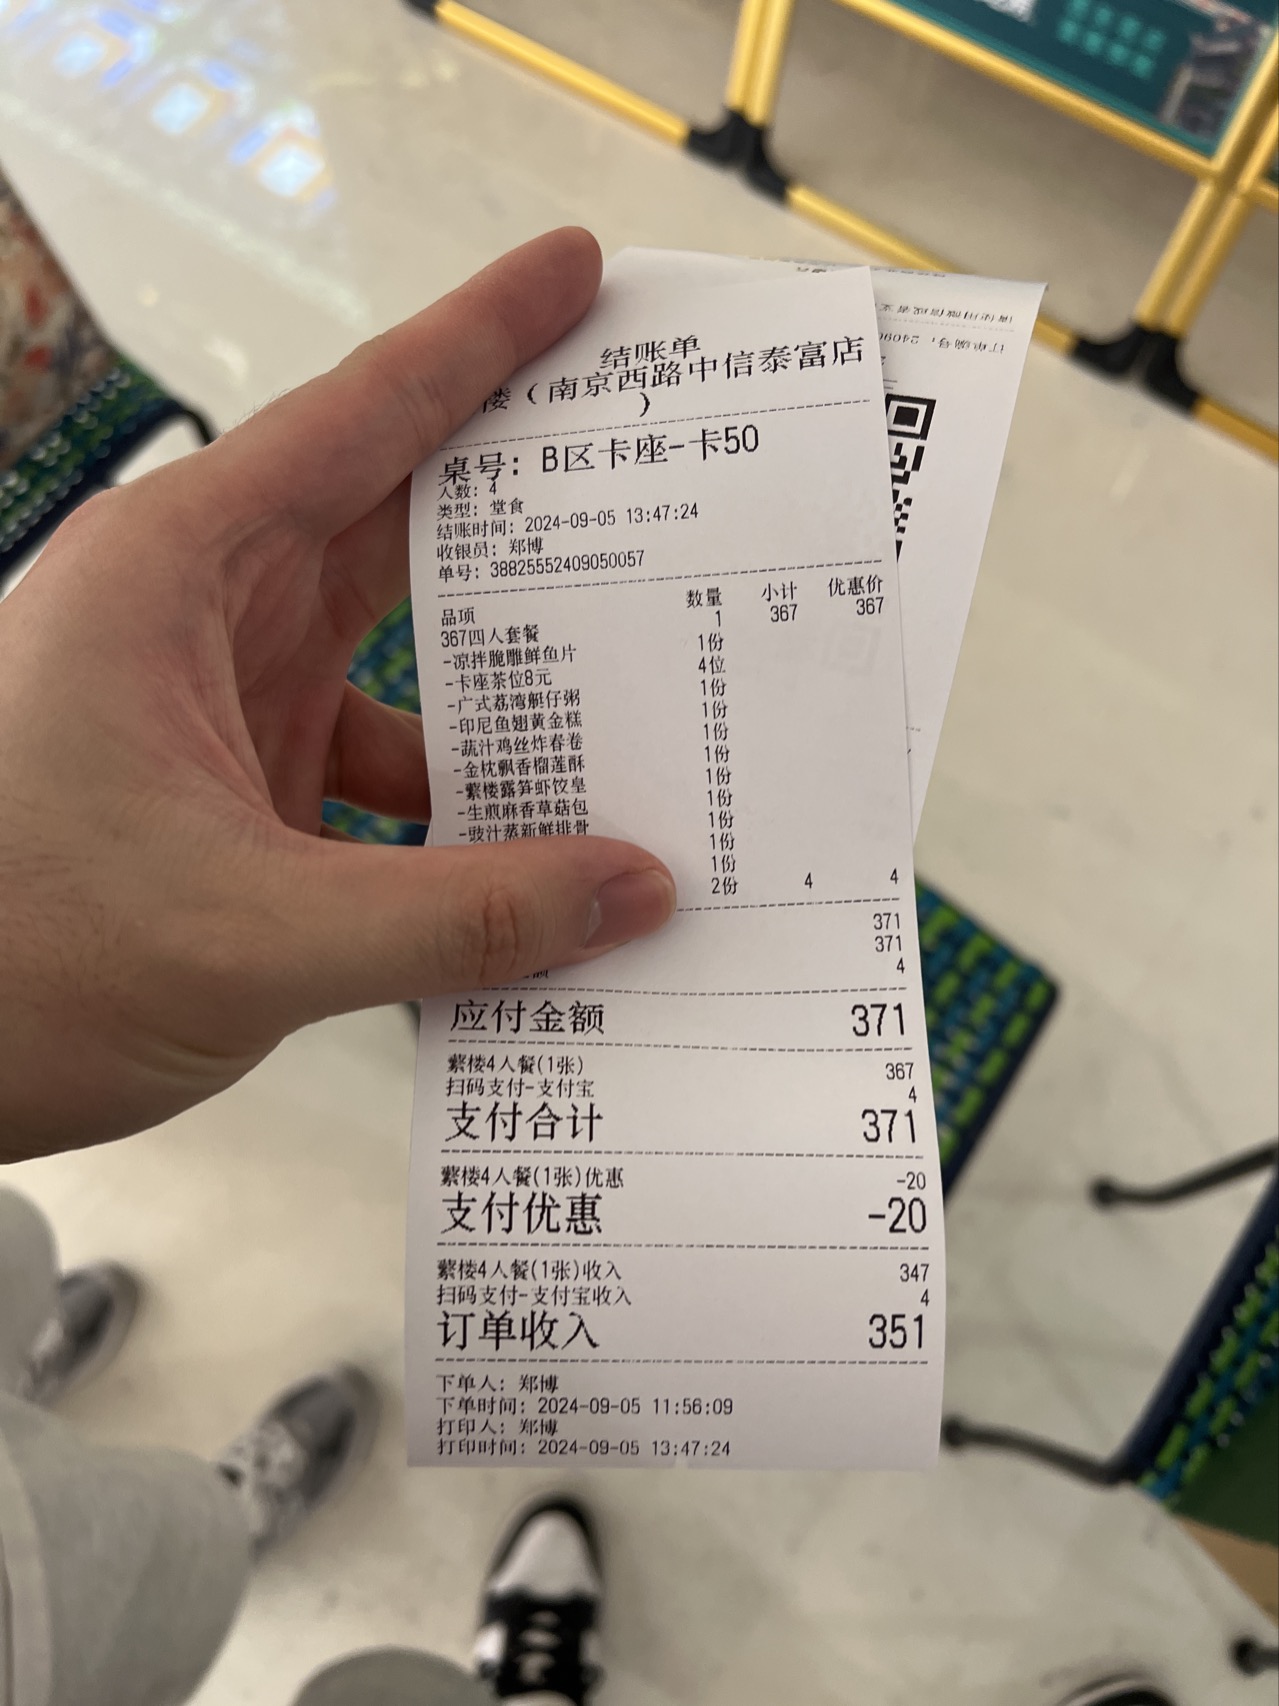 结账单
楼（南京西路中信泰富店
）
桌号：B区卡座-卡50
人数：4
类型：堂食
结账时间：2024-09-05 13:47:24
收银员：郑博
单号：38825552409050057
品项 数量 小计 优惠价
367四人套餐 1 367 367
-凉拌脆雕鲜鱼片 1份
-卡座茶位8元 4位
-广式荔湾艇仔粥 1份
-印尼鱼翅黄金糕 1份
-蔬汁鸡丝炸春卷 1份
-金枕飘香榴莲酥 1份
-蘩楼露笋虾饺皇 1份
-生煎麻香草菇包 1份
-豉汁蒸新鲜排骨 1份
1份
1份
2份 4 4
371
371
额 4
应付金额 371
蘩楼4人餐(1张) 367
扫码支付-支付宝 4
支付合计 371
蘩楼4人餐(1张)优惠 -20
支付优惠 -20
蘩楼4人餐(1张)收入 347
扫码支付-支付宝收入 4
订单收入 351
下单人：郑博
下单时间：2024-09-05 11:56:09
打印人：郑博
打印时间：2024-09-05 13:47:24